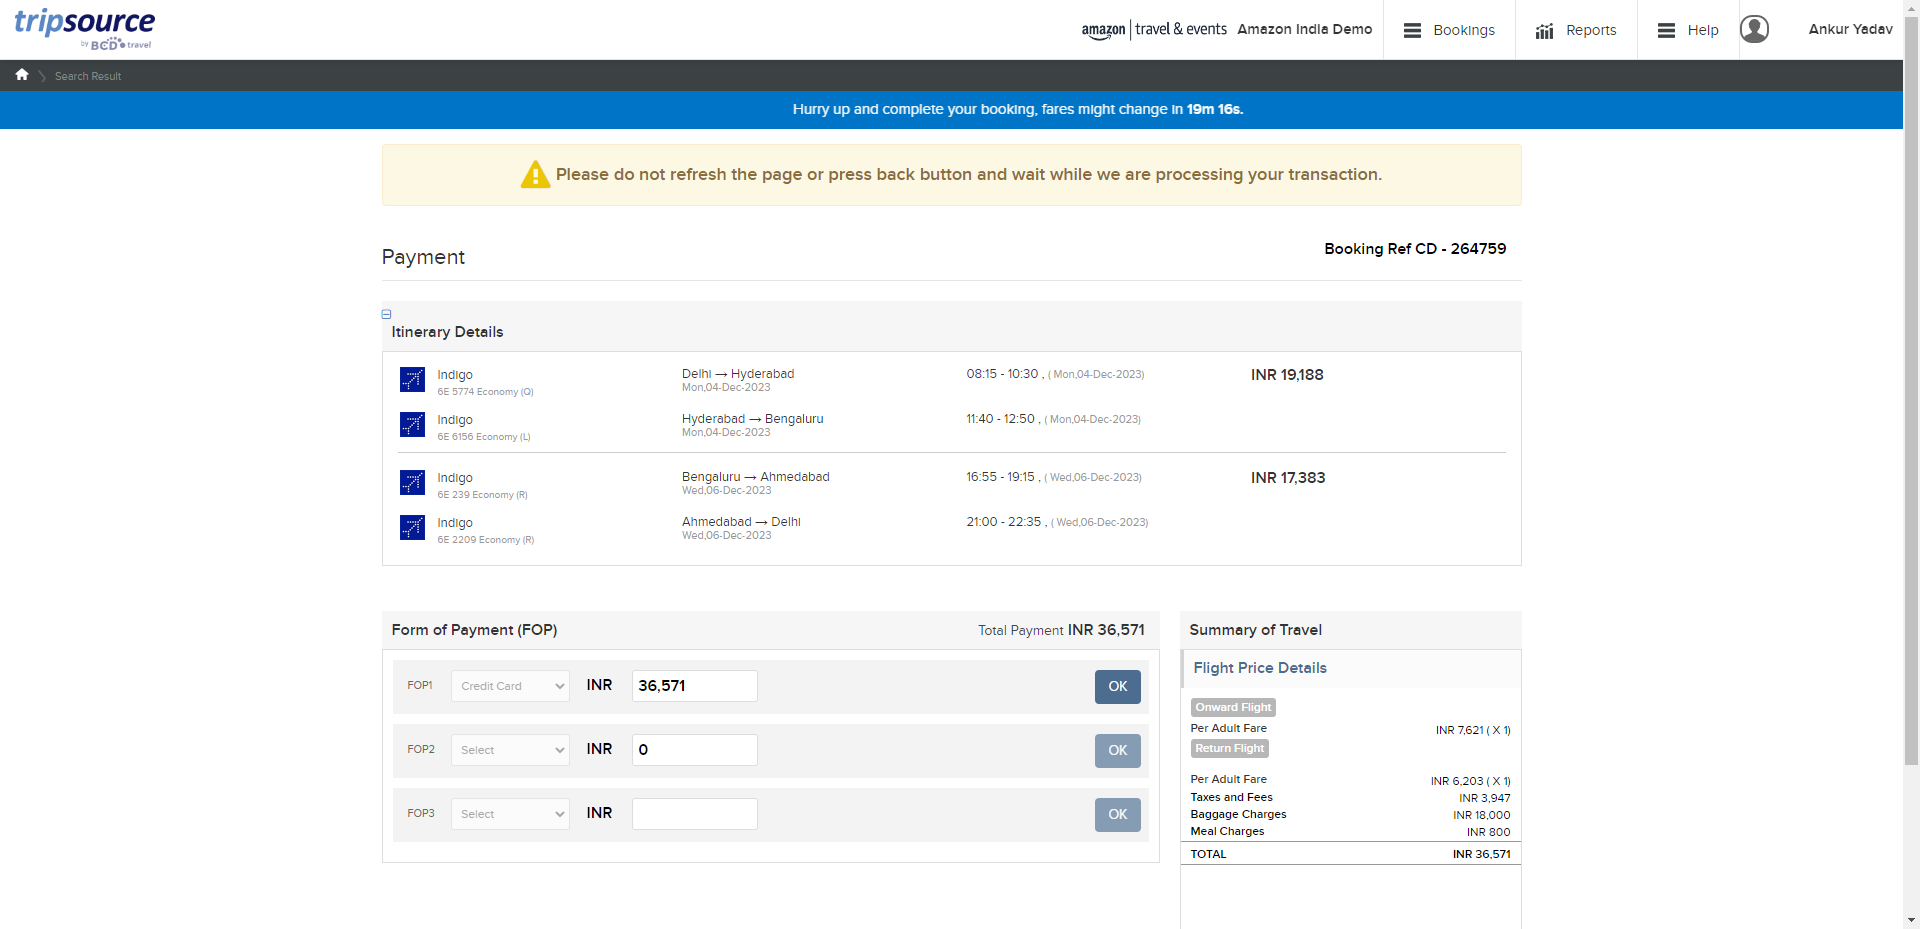 tripsource
by BCD travel
amazon travel & events Amazon India Demo
Bookings
Reports
Help
Ankur Yadav
Search Result
Hurry up and complete your booking, fares might change in 19m 16s.
Please do not refresh the page or press back button and wait while we are processing your transaction.
Payment
Booking Ref CD - 264759
Itinerary Details
Indigo
6E 5774 Economy (Q)
Delhi → Hyderabad
Mon,04-Dec-2023
08:15 - 10:30 , ( Mon,04-Dec-2023)
INR 19,188
Indigo
6E 6156 Economy (L)
Hyderabad → Bengaluru
Mon,04-Dec-2023
11:40 - 12:50 , ( Mon,04-Dec-2023)
Indigo
6E 239 Economy (R)
Bengaluru → Ahmedabad
Wed,06-Dec-2023
16:55 - 19:15 , ( Wed,06-Dec-2023)
INR 17,383
Indigo
6E 2209 Economy (R)
Ahmedabad → Delhi
Wed,06-Dec-2023
21:00 - 22:35 , ( Wed,06-Dec-2023)
Form of Payment (FOP)
Total Payment INR 36,571
FOP1 Credit Card INR 36,571 OK
FOP2 Select INR 0 OK
FOP3 Select INR OK
Summary of Travel
Flight Price Details
Onward Flight
Per Adult Fare INR 7,621 ( X 1)
Return Flight
Per Adult Fare INR 6,203 ( X 1)
Taxes and Fees INR 3,947
Baggage Charges INR 18,000
Meal Charges INR 800
TOTAL INR 36,571